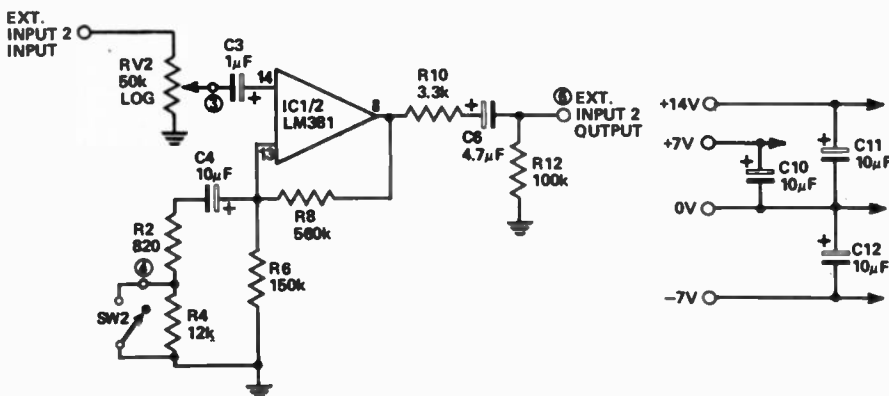 EXT.
INPUT 2
INPUT
RV2
50k
LOG
3
C3
1µF
+
14
IC1/2
LM381
13
8
R10
3.3k
+
C6
4.7µF
6 EXT.
INPUT 2
OUTPUT
R12
100k
C4
10µF
+
R8
560k
R2
820
4
SW2
R4
12k
R6
150k
+14V
+7V
0V
-7V
+
C10
10µF
+
C11
10µF
+
C12
10µF